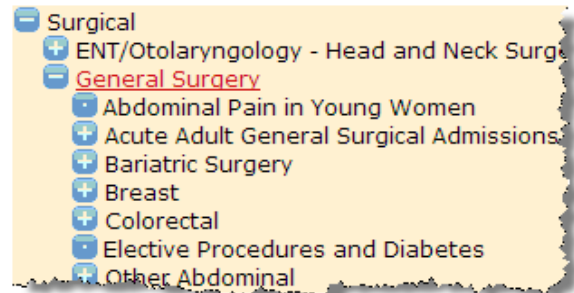 Surgical
ENT/Otolaryngology - Head and Neck
General Surgery
Abdominal Pain in Young Women
Acute Adult General Surgical Admissions
Bariatric Surgery
Breast
Colorectal
Elective Procedures and Diabetes
Other Abdominal